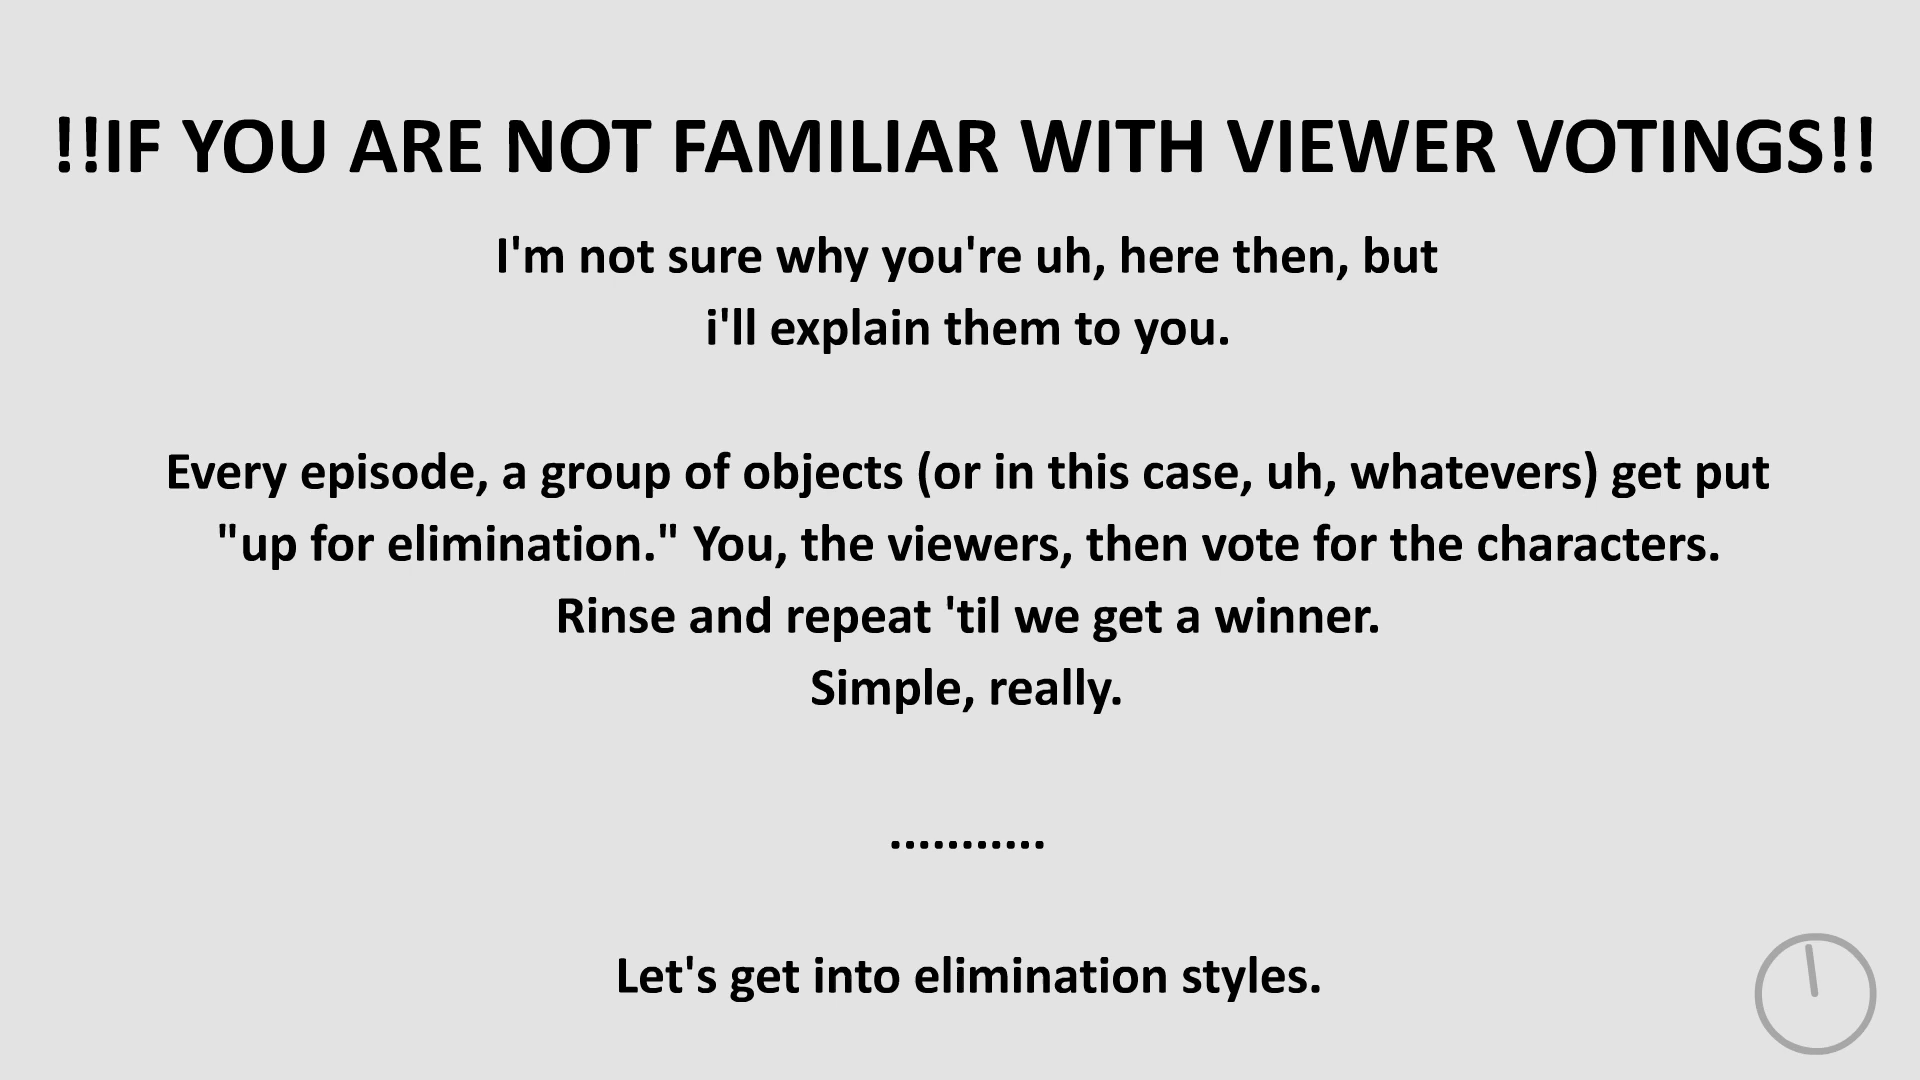 !!IF YOU ARE NOT FAMILIAR WITH VIEWER VOTINGS!!
I'm not sure why you're uh, here then, but
i'll explain them to you.
Every episode, a group of objects (or in this case, uh, whatevers) get put
"up for elimination." You, the viewers, then vote for the characters.
Rinse and repeat 'til we get a winner.
Simple, really.
...........
Let's get into elimination styles.